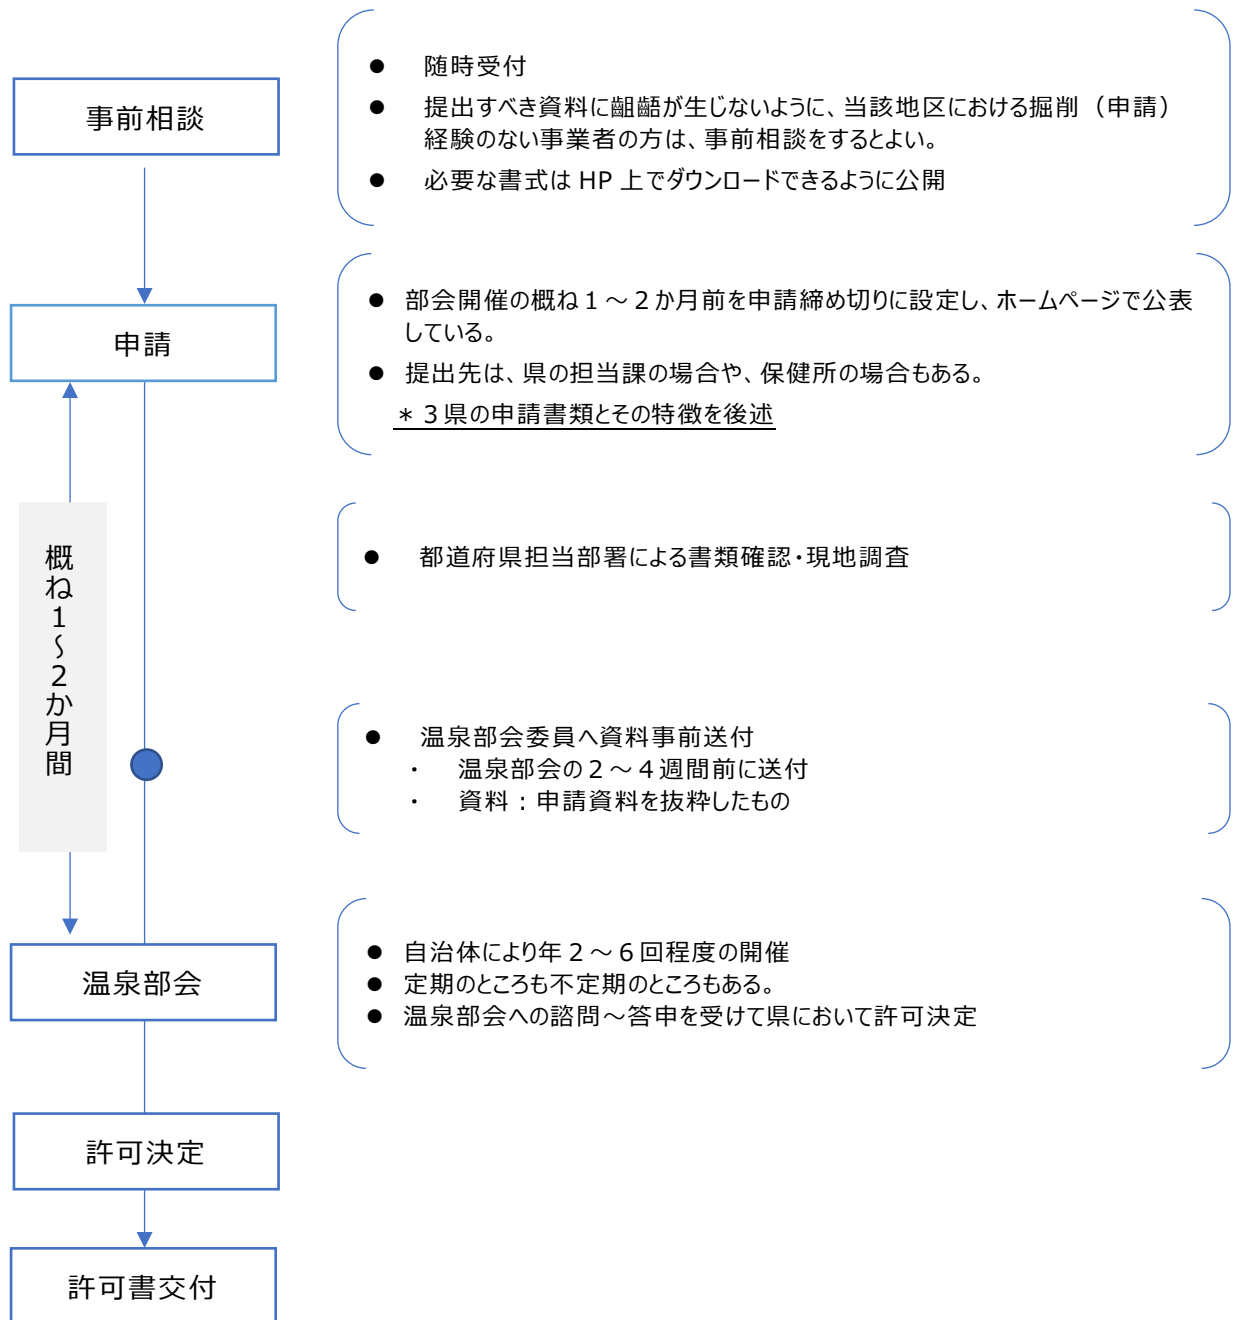 事前相談
● 随時受付
● 提出すべき資料に齟齬が生じないように、当該地区における掘削（申請）
経験のない事業者の方は、事前相談をするとよい。
● 必要な書式は HP 上でダウンロードできるように公開
申請
● 部会開催の概ね１～２か月前を申請締め切りに設定し、ホームページで公表
している。
● 提出先は、県の担当課の場合や、保健所の場合もある。
＊３県の申請書類とその特徴を後述
概ね１～２か月間
● 都道府県担当部署による書類確認・現地調査
● 温泉部会委員へ資料事前送付
・ 温泉部会の２～４週間前に送付
・ 資料：申請資料を抜粋したもの
温泉部会
● 自治体により年２～６回程度の開催
● 定期のところも不定期のところもある。
● 温泉部会への諮問～答申を受けて県において許可決定
許可決定
許可書交付